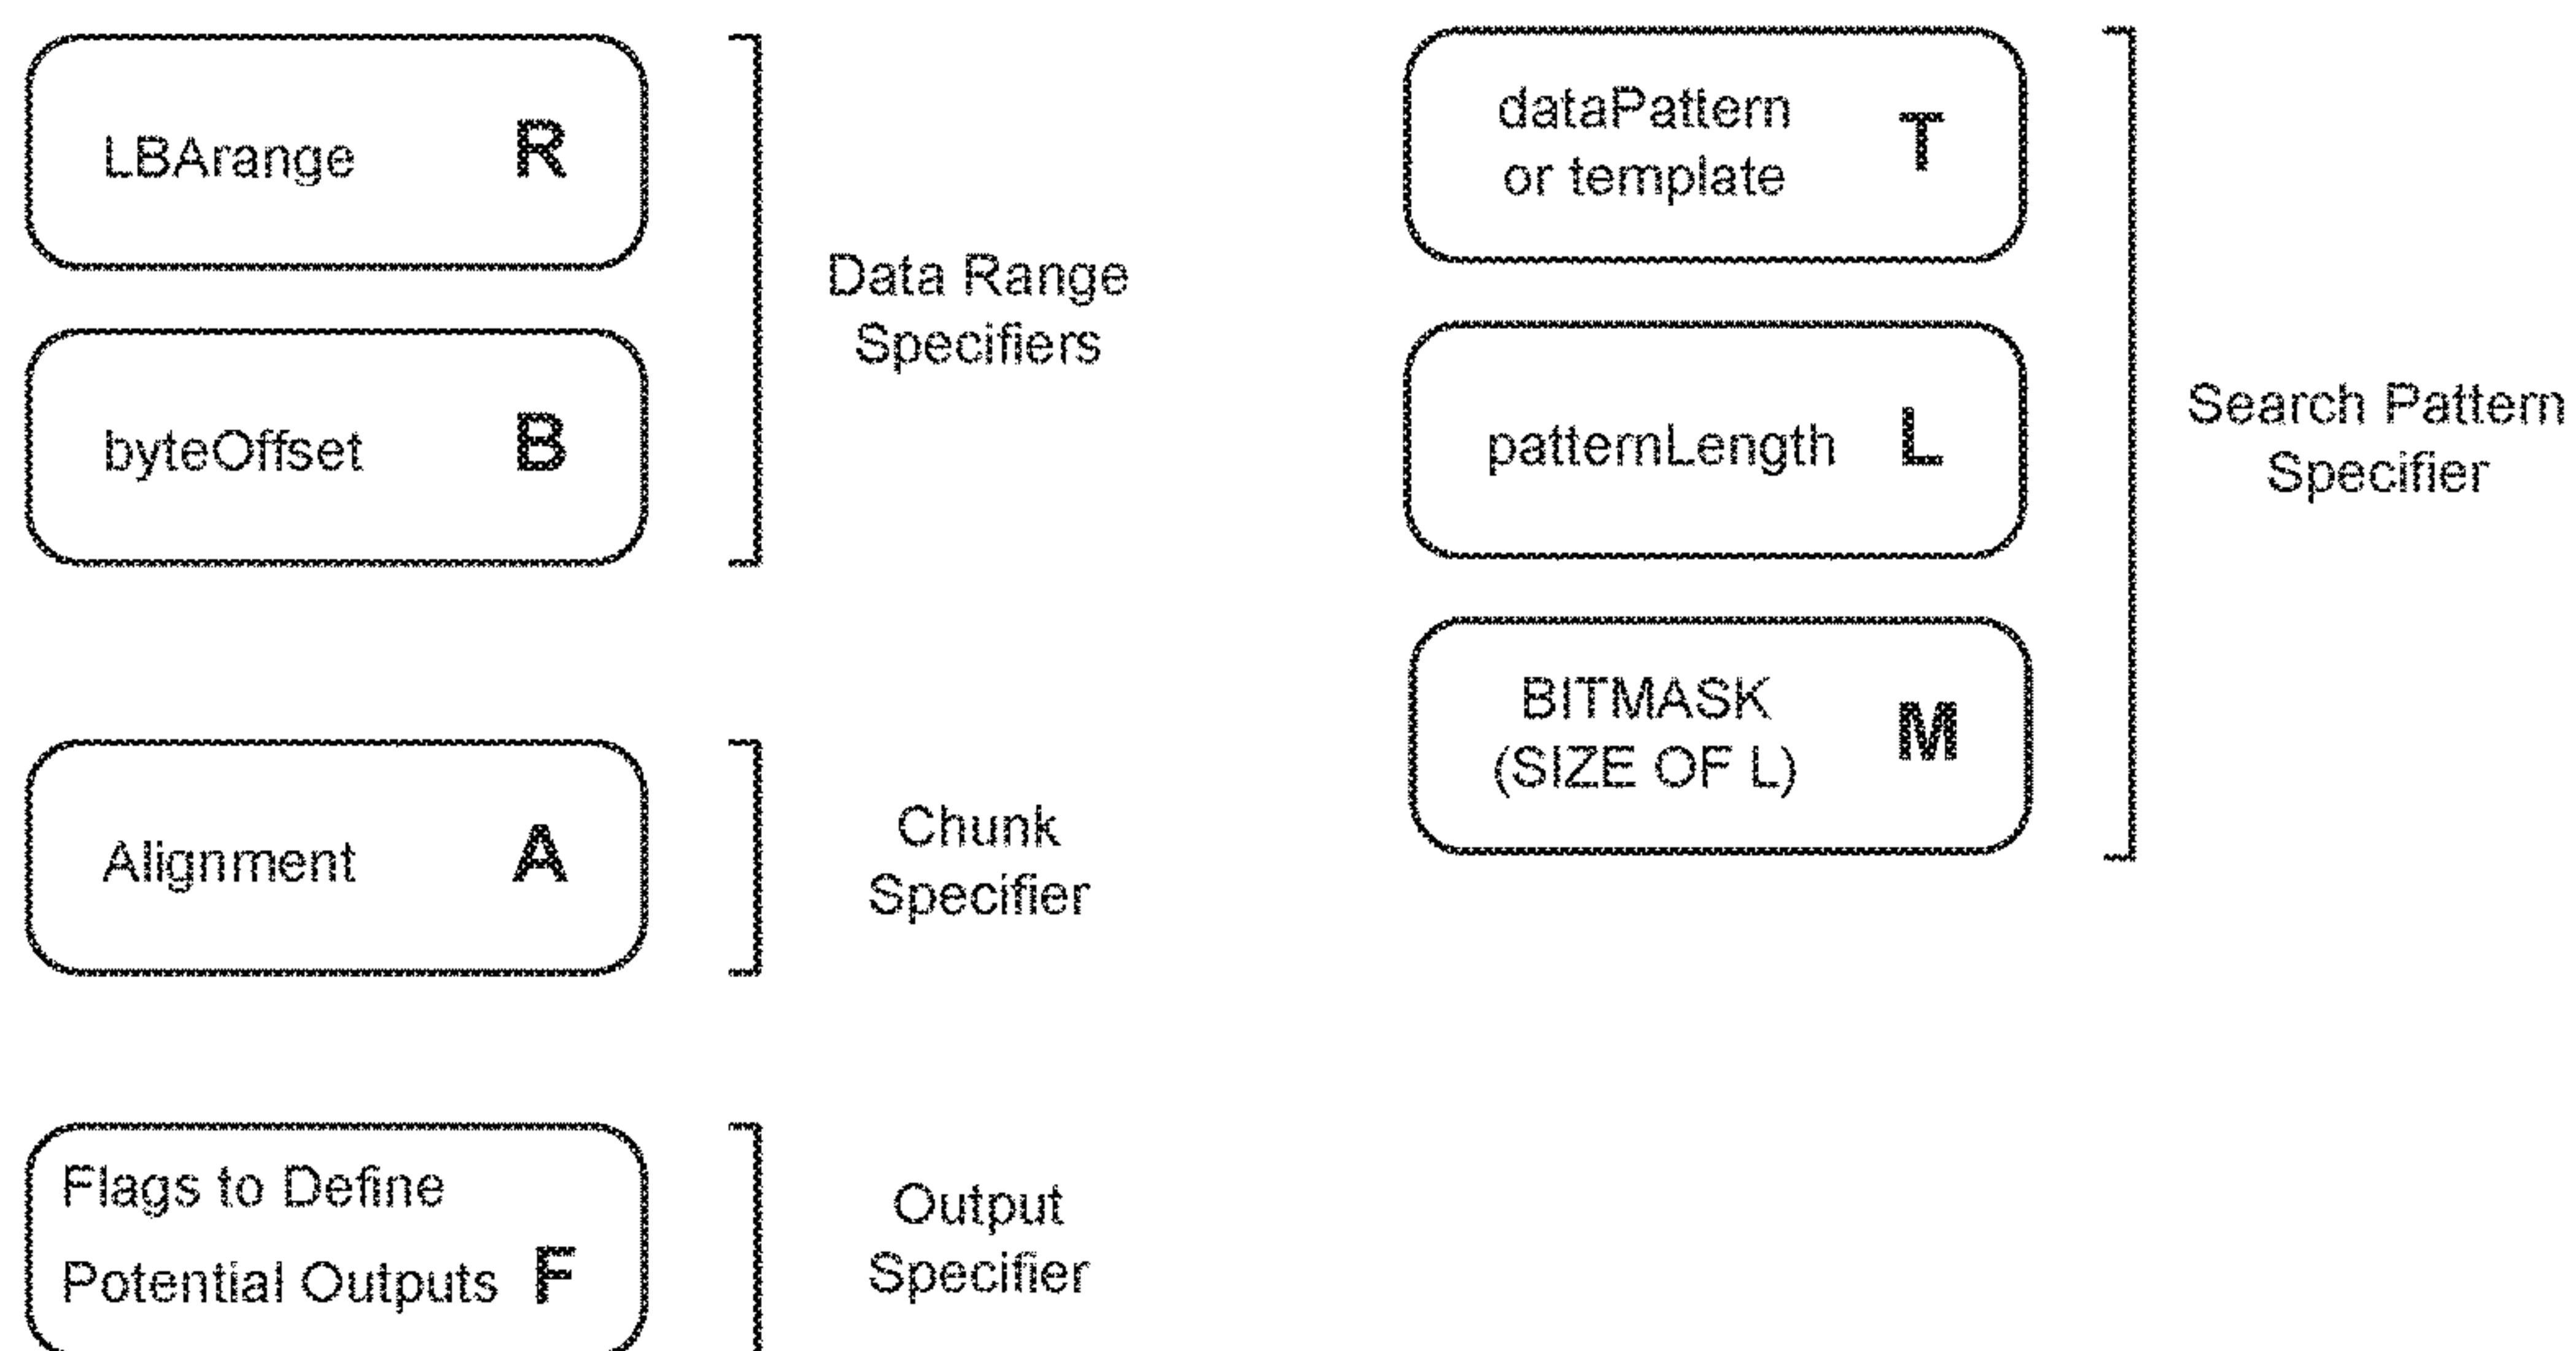 LBArange R
byteOffset B
Data Range
Specifiers
Alignment A
Chunk
Specifier
Flags to Define
Potential Outputs F
Output
Specifier
dataPattern
or template T
patternLength L
BITMASK
(SIZE OF L) M
Search Pattern
Specifier